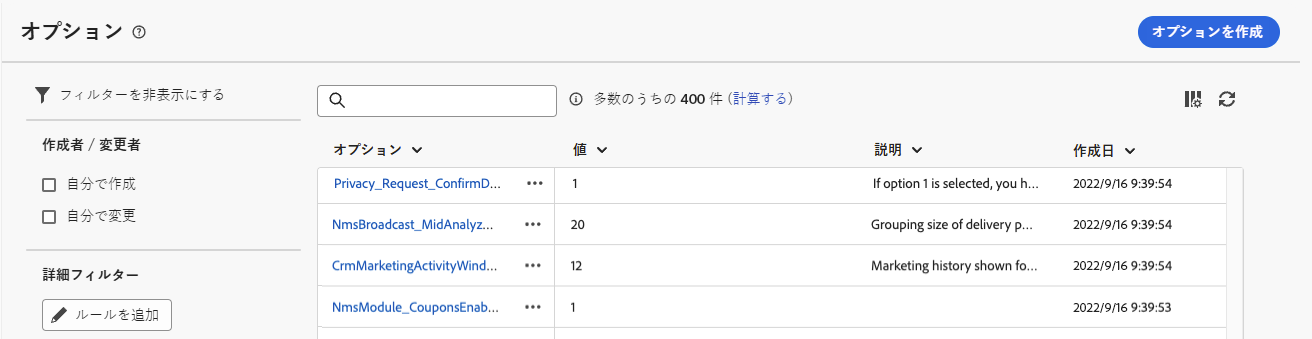 オプション
オプションを作成
フィルターを非表示にする
多数のうちの 400 件 (計算する)
作成者 / 変更者
自分で作成
自分で変更
詳細フィルター
ルールを追加
オプション 値 説明 作成日
Privacy_Request_ConfirmD... ••• 1 If option 1 is selected, you h... 2022/9/16 9:39:54
NmsBroadcast_MidAnalyz... ••• 20 Grouping size of delivery p... 2022/9/16 9:39:54
CrmMarketingActivityWind... ••• 12 Marketing history shown fo... 2022/9/16 9:39:54
NmsModule_CouponsEnab... ••• 1 2022/9/16 9:39:53